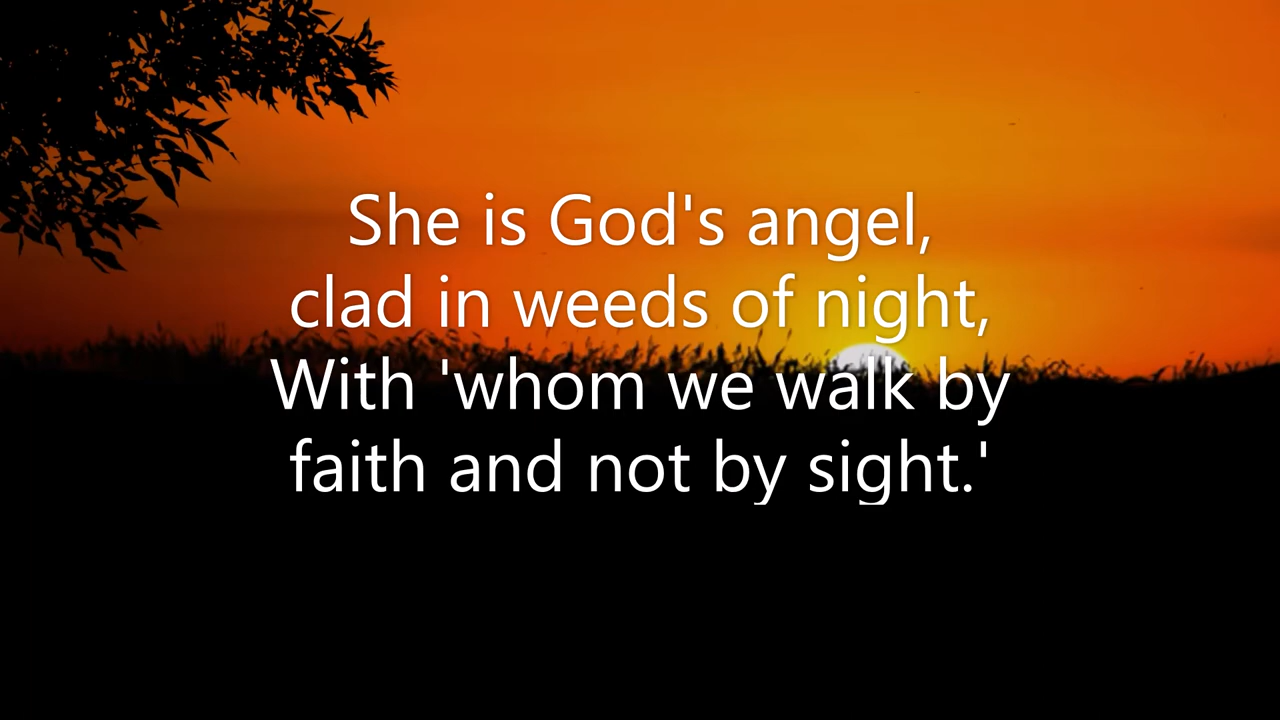 She is God's angel,
clad in weeds of night,
With 'whom we walk by
faith and not by sight.'